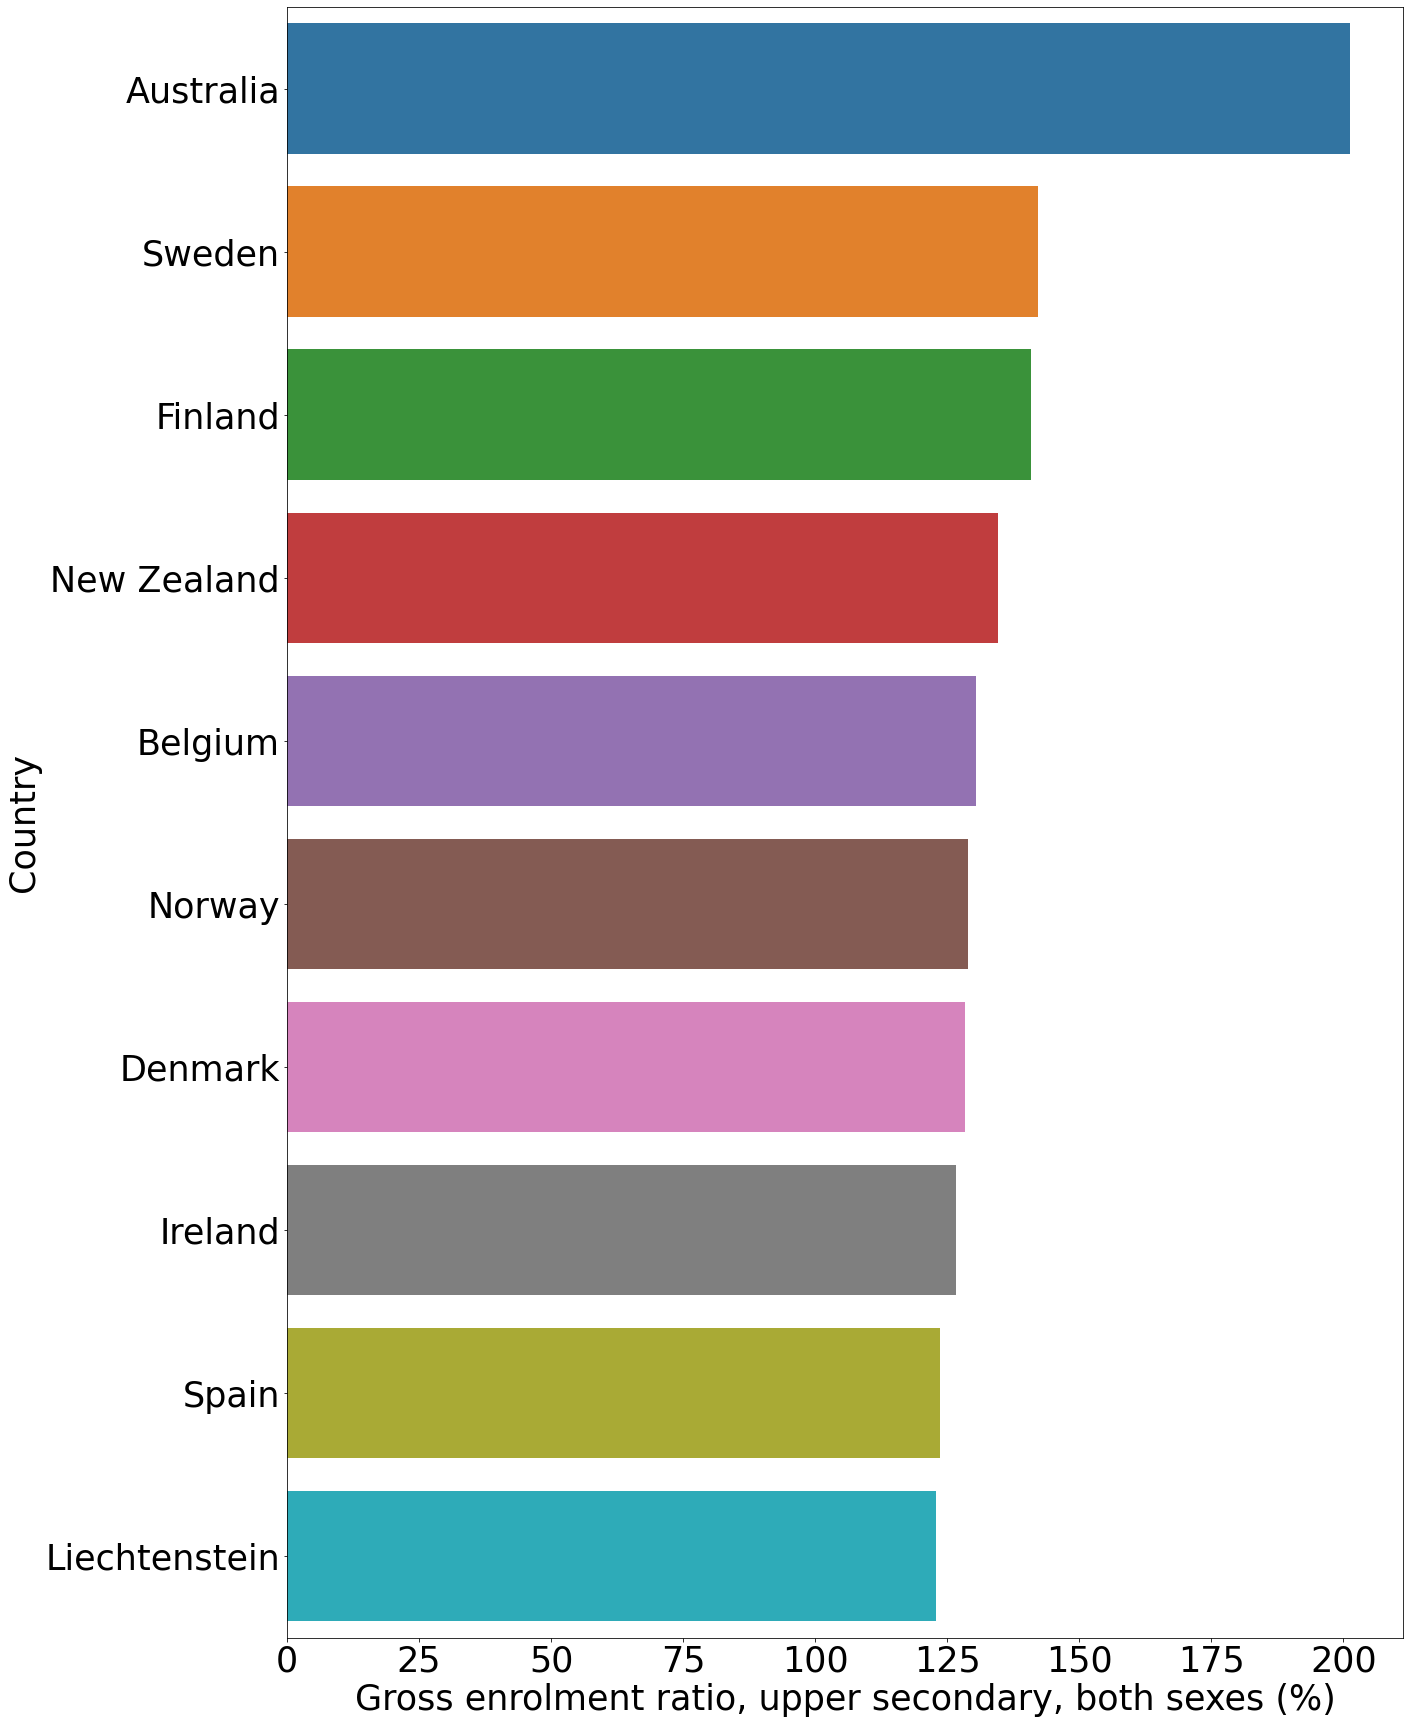 Australia
Sweden
Finland
New Zealand
Belgium
Norway
Denmark
Ireland
Spain
Liechtenstein
Country
0 25 50 75 100 125 150 175 200
Gross enrolment ratio, upper secondary, both sexes (%)